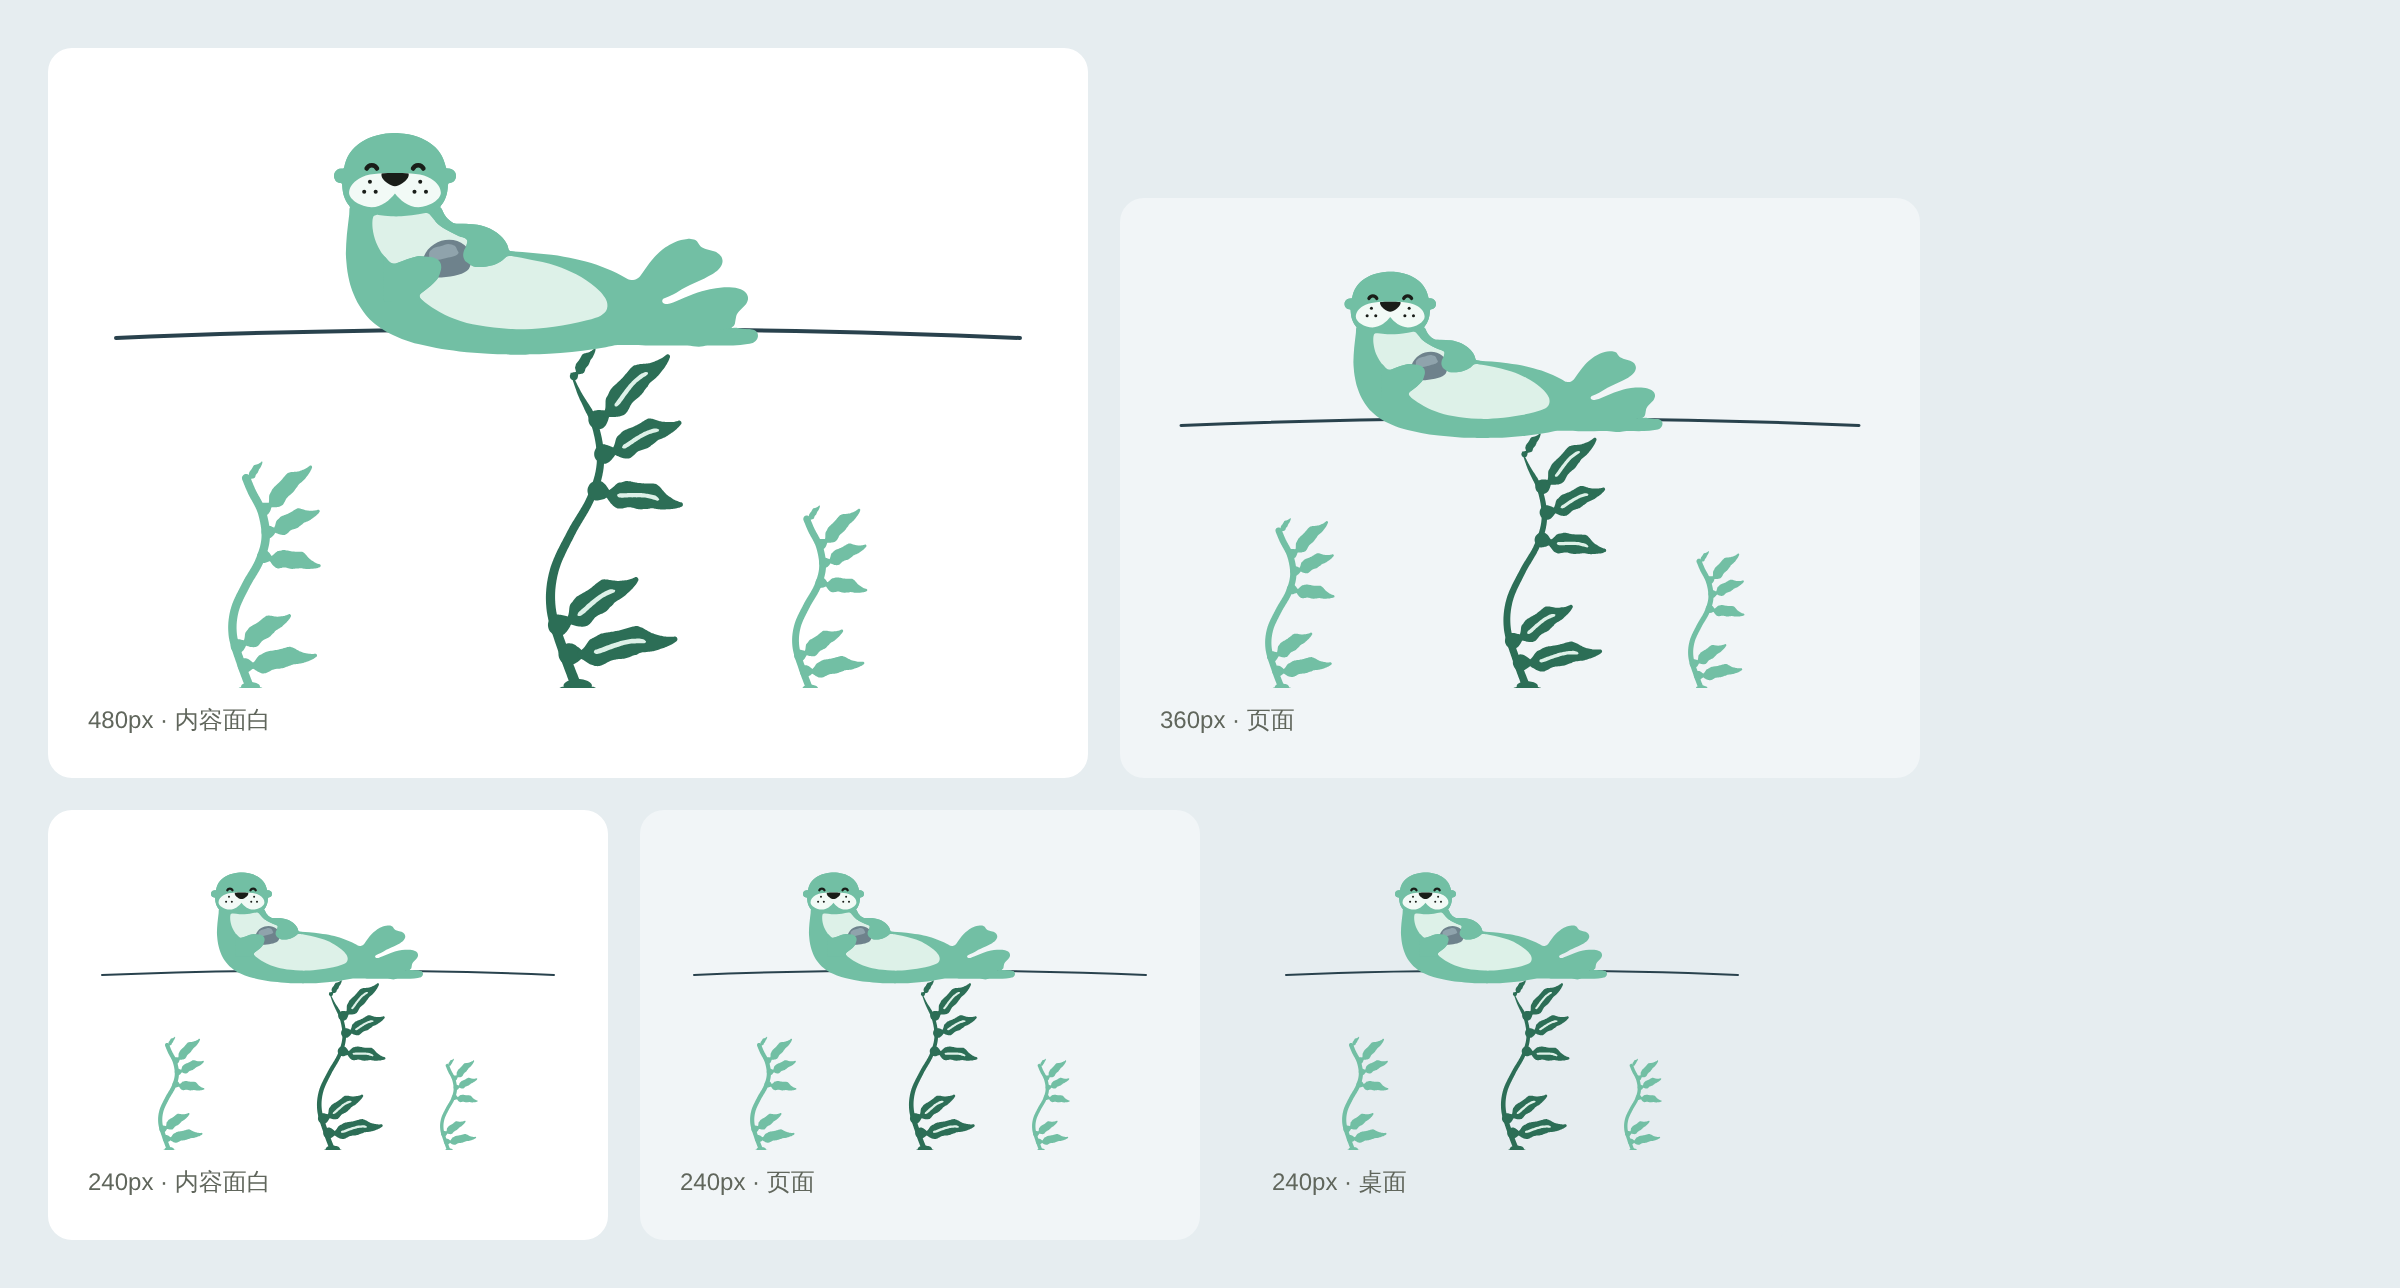 480px · 内容面白
360px · 页面
240px · 内容面白
240px · 页面
240px · 桌面